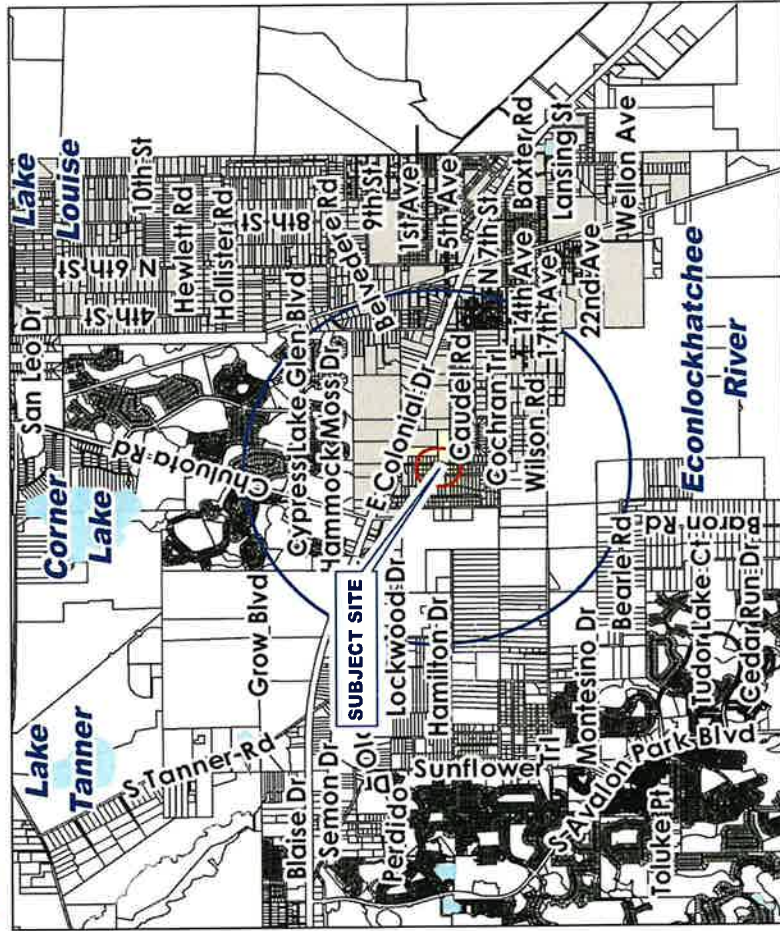 Lake
Louise
San Leo Dr
Corner
Lake
Lake
Tanner
10th St
N 6th St
4th St
Hewlett Rd
Hollister Rd
8th St
Chuluota Rd
S Tanner Rd
Grow Blvd
Cypress Lake Glen Blvd
Hammock Moss Dr
Belvedere Rd
9th St
1st Ave
5th Ave
Blaise Dr
Semon Dr
SUBJECT SITE
E Colonial Dr
N 7th St
Baxter Rd
Lockwood Dr
Perdido
Hamilton Dr
Caudel Rd
Cochran Trl
Wilson Rd
14th Ave
17th Ave
22nd Ave
Lansing St
Wellon Ave
Sunflower Trl
Montesino Dr
Bearle Rd
Baron Rd
Econlockhatchee
River
S Avalon Park Blvd
Toluke Pt
Tudor Lake Ct
Cedar Run Dr